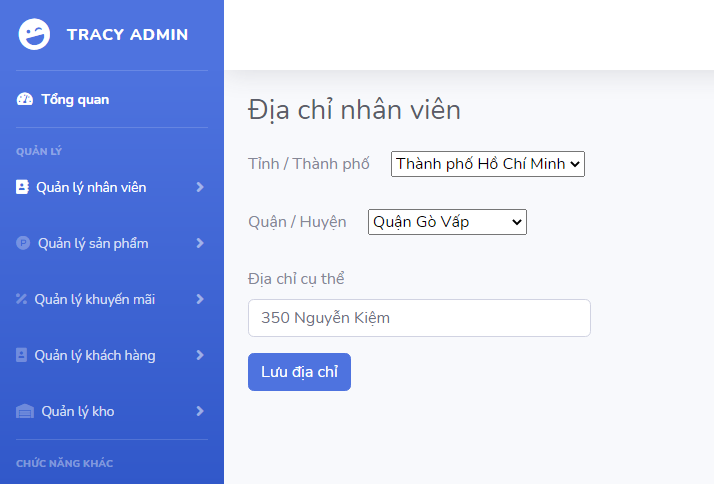 TRACY ADMIN
Tổng quan
QUẢN LÝ
Quản lý nhân viên
Quản lý sản phẩm
Quản lý khuyến mãi
Quản lý khách hàng
Quản lý kho
CHỨC NĂNG KHÁC
Địa chỉ nhân viên
Tỉnh / Thành phố Thành phố Hồ Chí Minh
Quận / Huyện Quận Gò Vấp
Địa chỉ cụ thể
350 Nguyễn Kiệm
Lưu địa chỉ